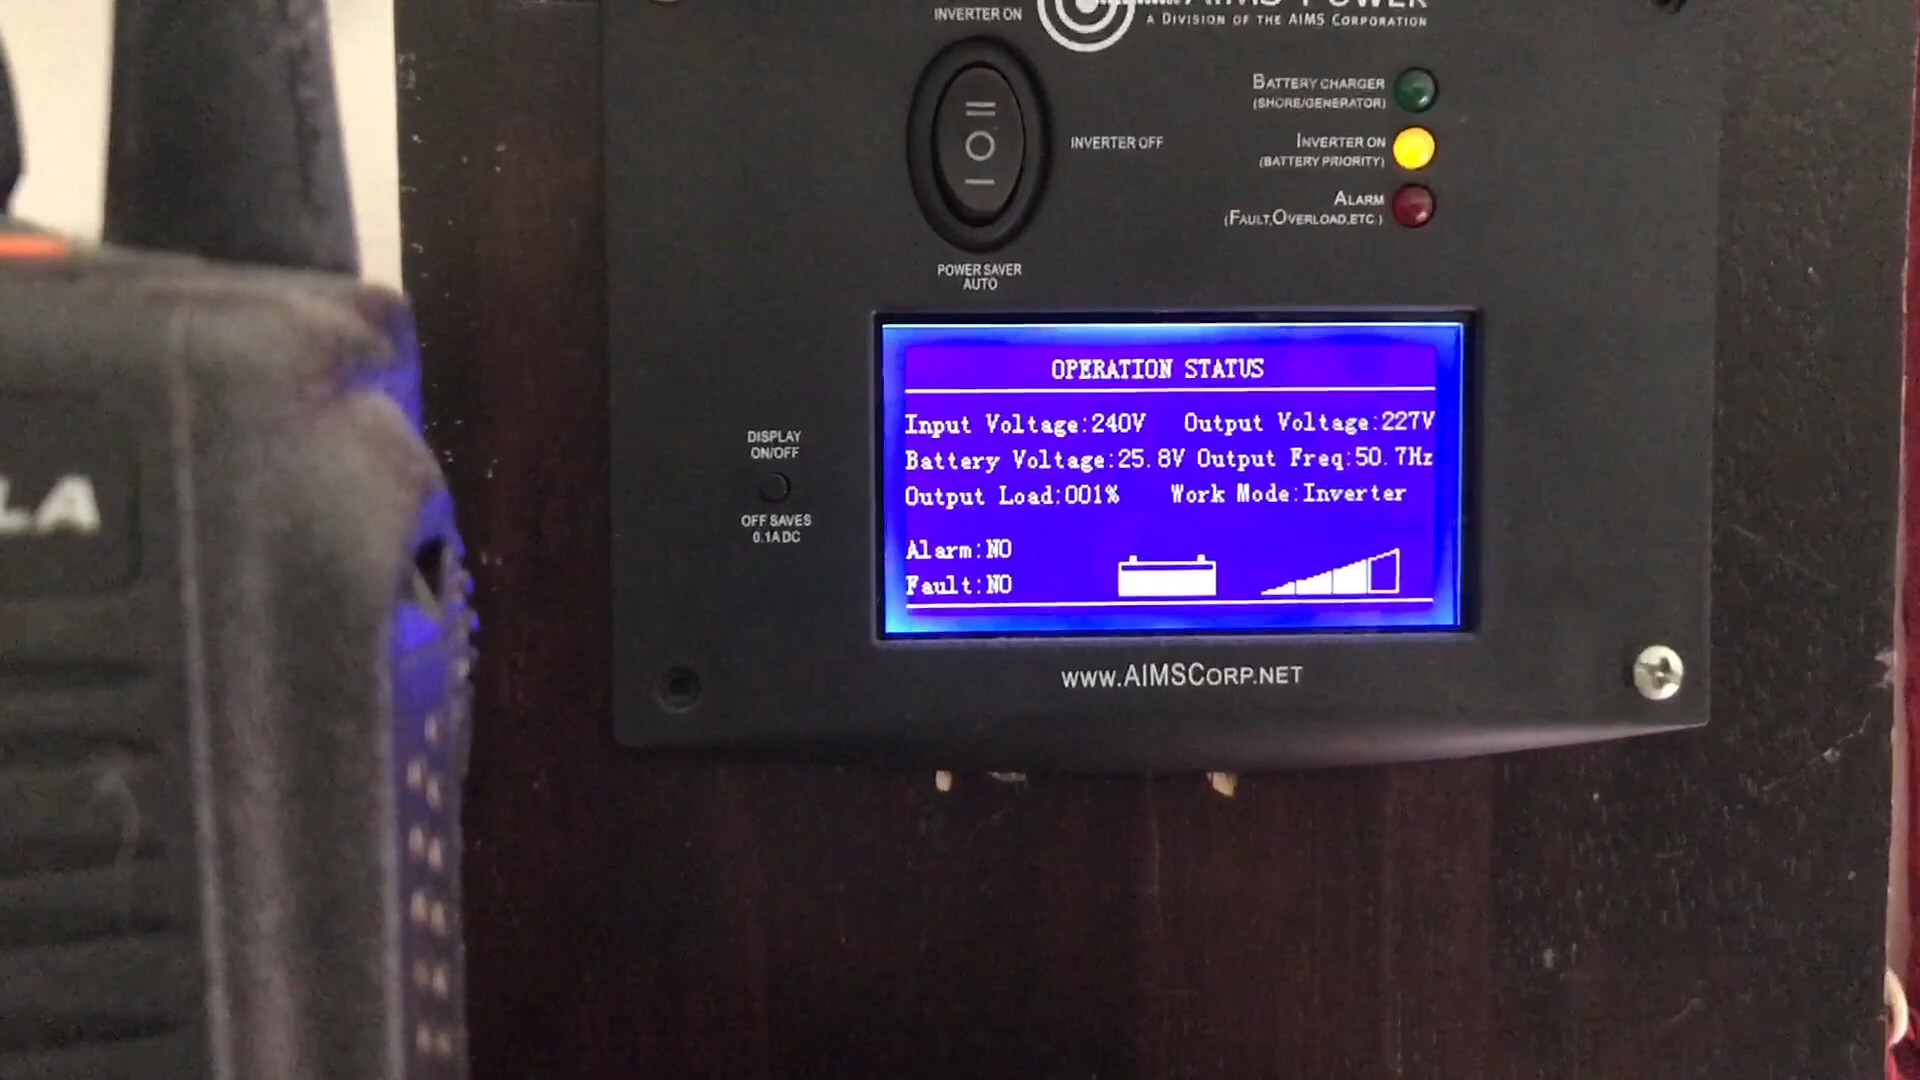 INVERTER ON
AIMS POWER
A DIVISION OF THE AIMS CORPORATION
BATTERY CHARGER
(SHORE/GENERATOR)
INVERTER OFF
INVERTER ON
(BATTERY PRIORITY)
ALARM
(FAULT,OVERLOAD,ETC.)
POWER SAVER
AUTO
OPERATION STATUS
Input Voltage:240V Output Voltage:227V
Battery Voltage:25.8V Output Freq:50.7Hz
Output Load:001% Work Mode:Inverter
Alarm:NO
Fault:NO
DISPLAY
ON/OFF
OFF SAVES
0.1A DC
WWW.AIMSCORP.NET
LA